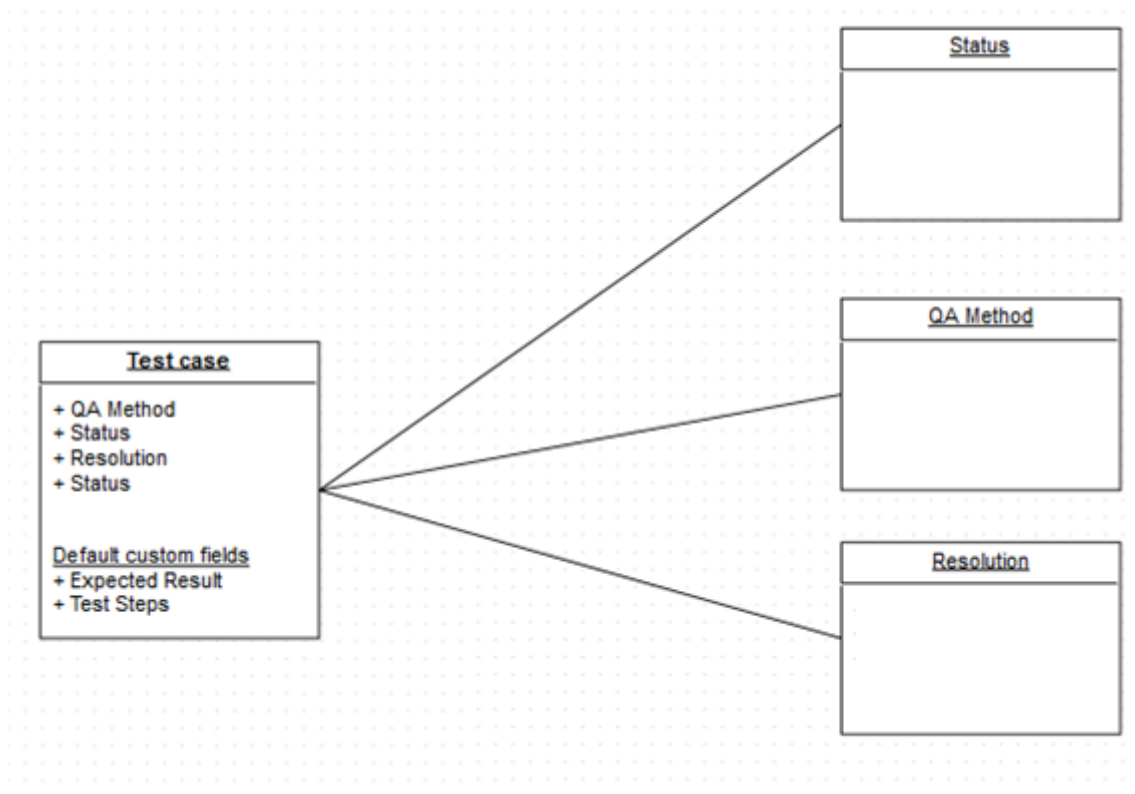 Status
QA Method
Test case
+ QA Method
+ Status
+ Resolution
+ Status
Default custom fields
+ Expected Result
+ Test Steps
Resolution